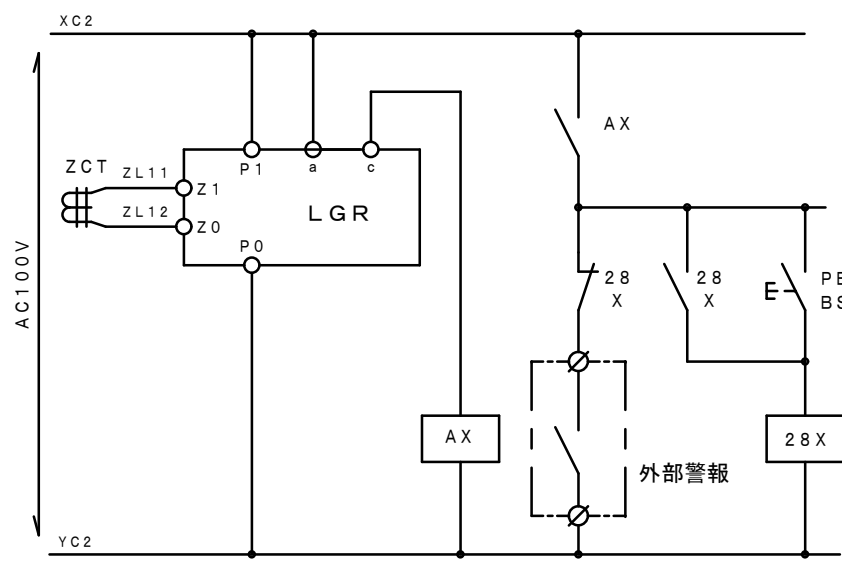 XC2
AX
ZCT
ZL11
ZL12
Z1
Z0
P1
a
c
LGR
P0
AC100V
28
X
28
X
PB
BS
AX
外部警報
28X
YC2